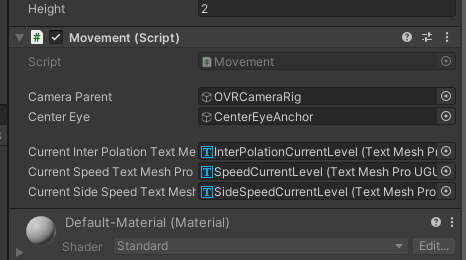 Height 2
Movement (Script)
Script Movement
Camera Parent OVRCameraRig
Center Eye CenterEyeAnchor
Current Inter Polation Text Me InterPolationCurrentLevel (Text Mesh Pr
Current Speed Text Mesh Pro SpeedCurrentLevel (Text Mesh Pro UGU
Current Side Speed Text Mesh SideSpeedCurrentLevel (Text Mesh Pro
Default-Material (Material)
Shader Standard Edit...